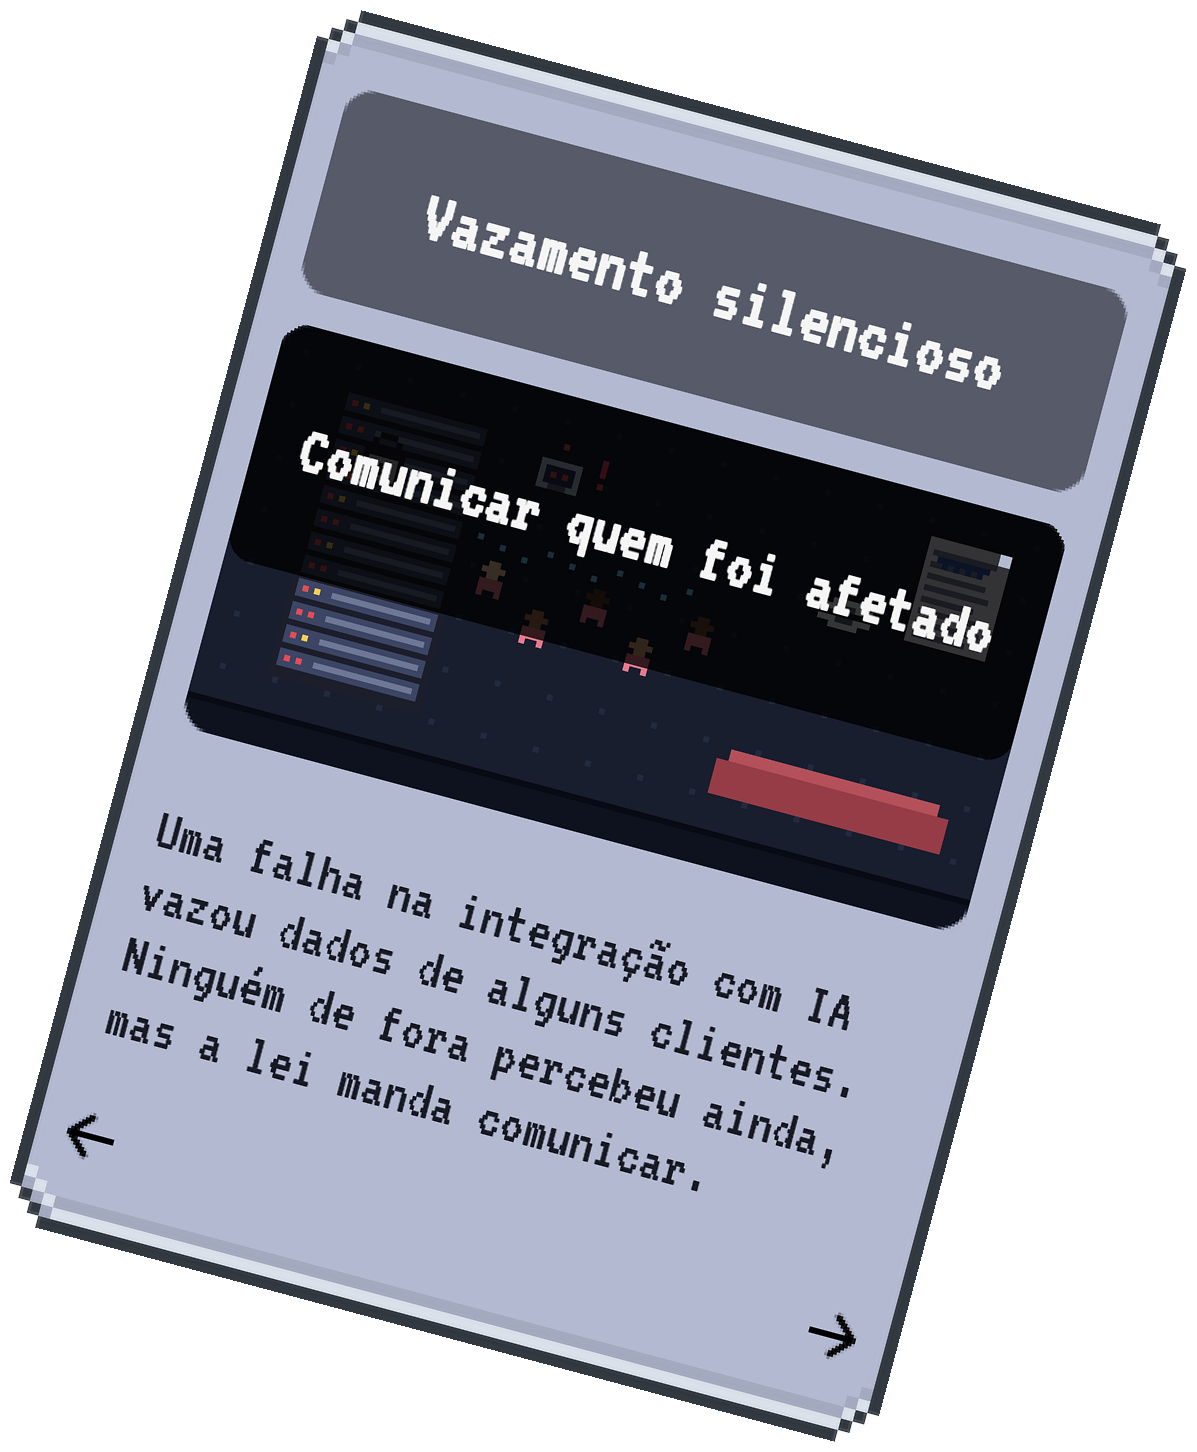 Vazamento silencioso
Comunicar quem foi afetado
Uma falha na integração com IA
vazou dados de alguns clientes.
Ninguém de fora percebeu ainda,
mas a lei manda comunicar.